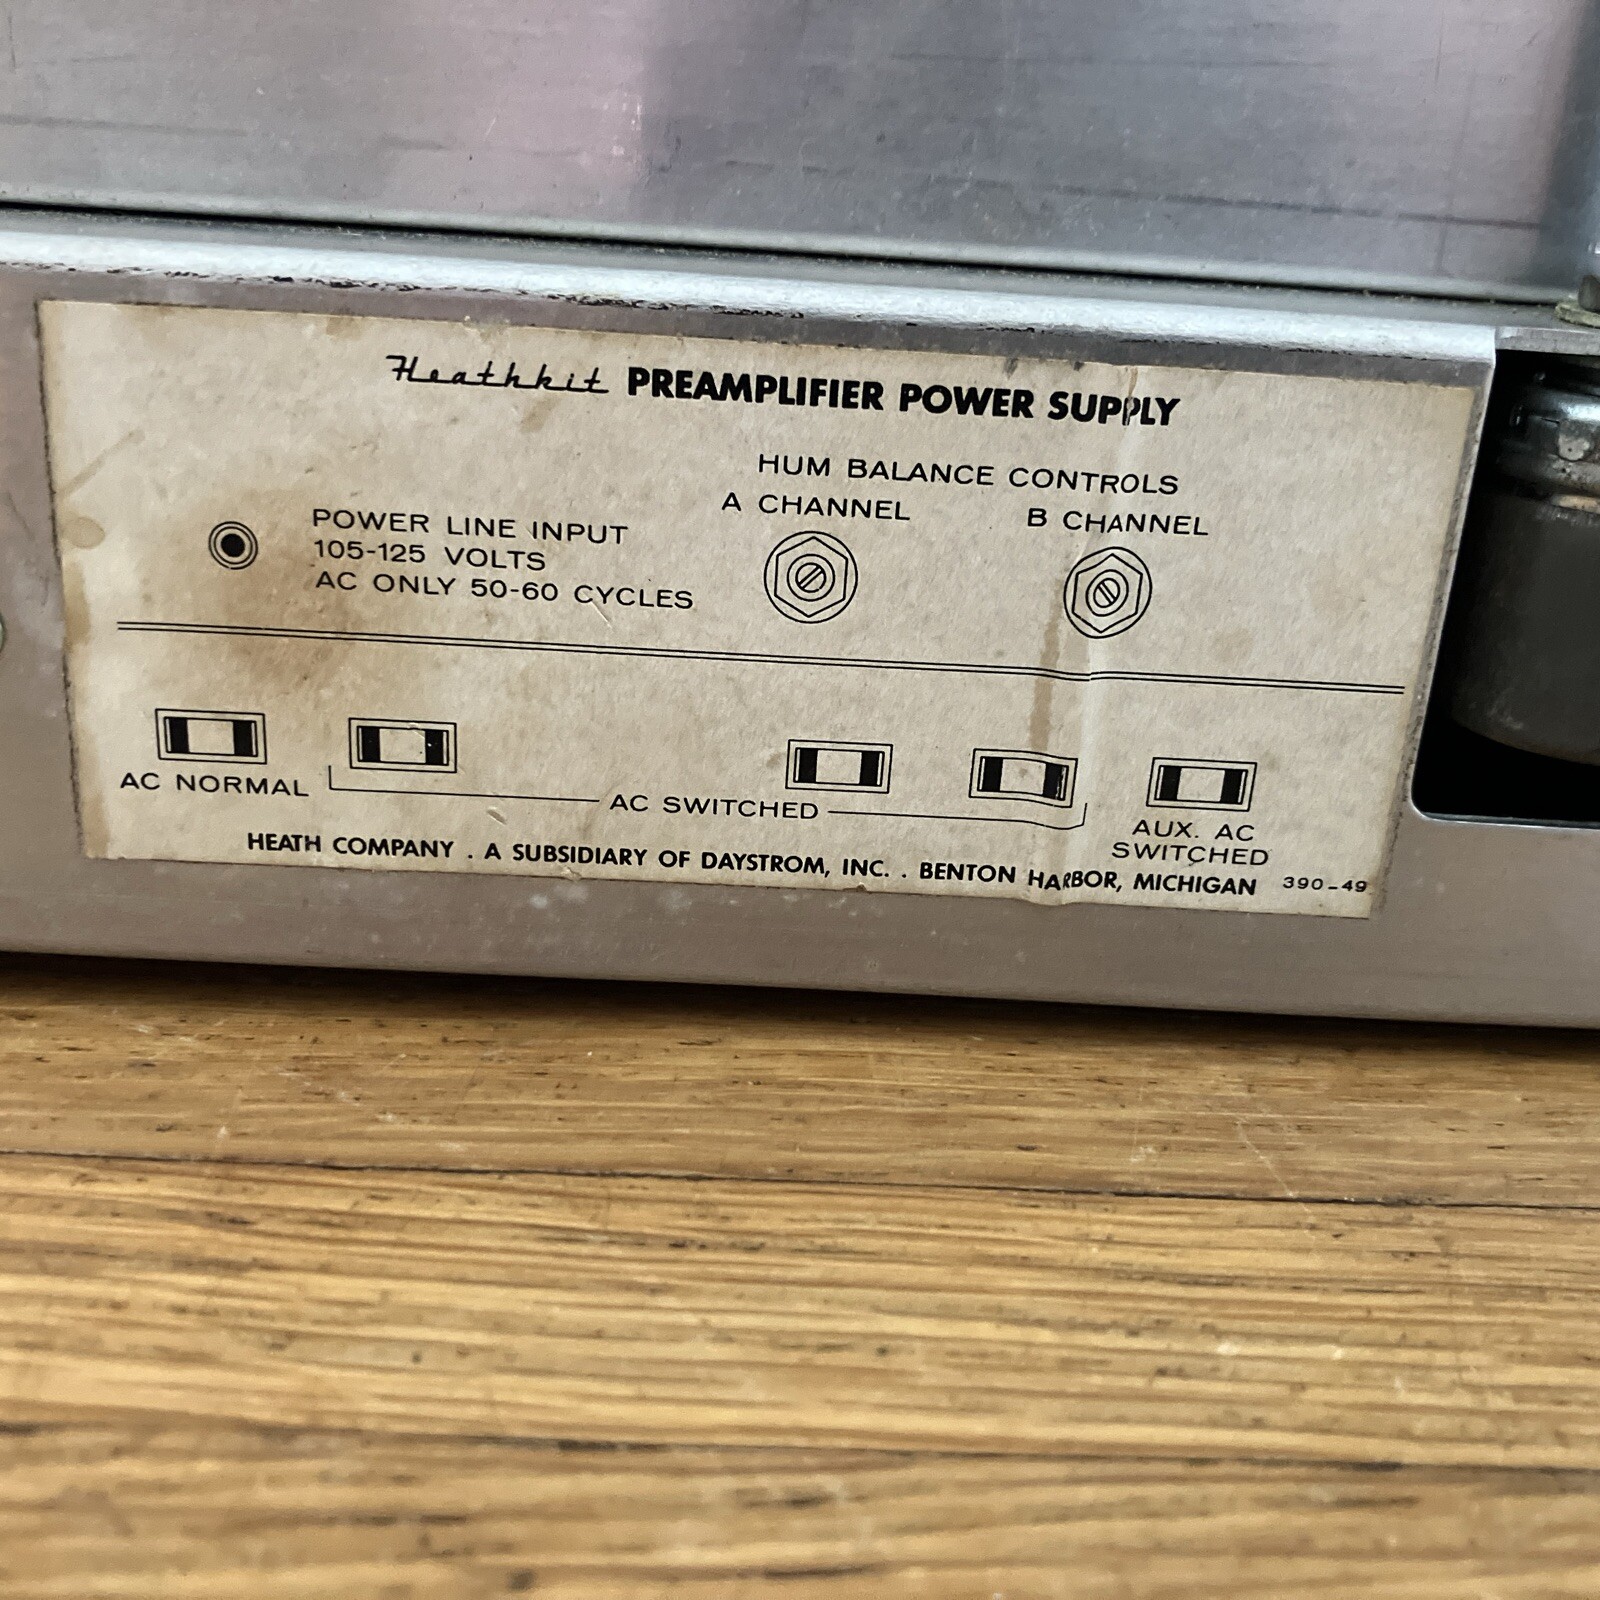 Heathkit PREAMPLIFIER POWER SUPPLY
HUM BALANCE CONTROLS
A CHANNEL B CHANNEL
POWER LINE INPUT
105-125 VOLTS
AC ONLY 50-60 CYCLES
AC NORMAL
AC SWITCHED
AUX. AC
SWITCHED
HEATH COMPANY . A SUBSIDIARY OF DAYSTROM, INC. . BENTON HARBOR, MICHIGAN 390-49